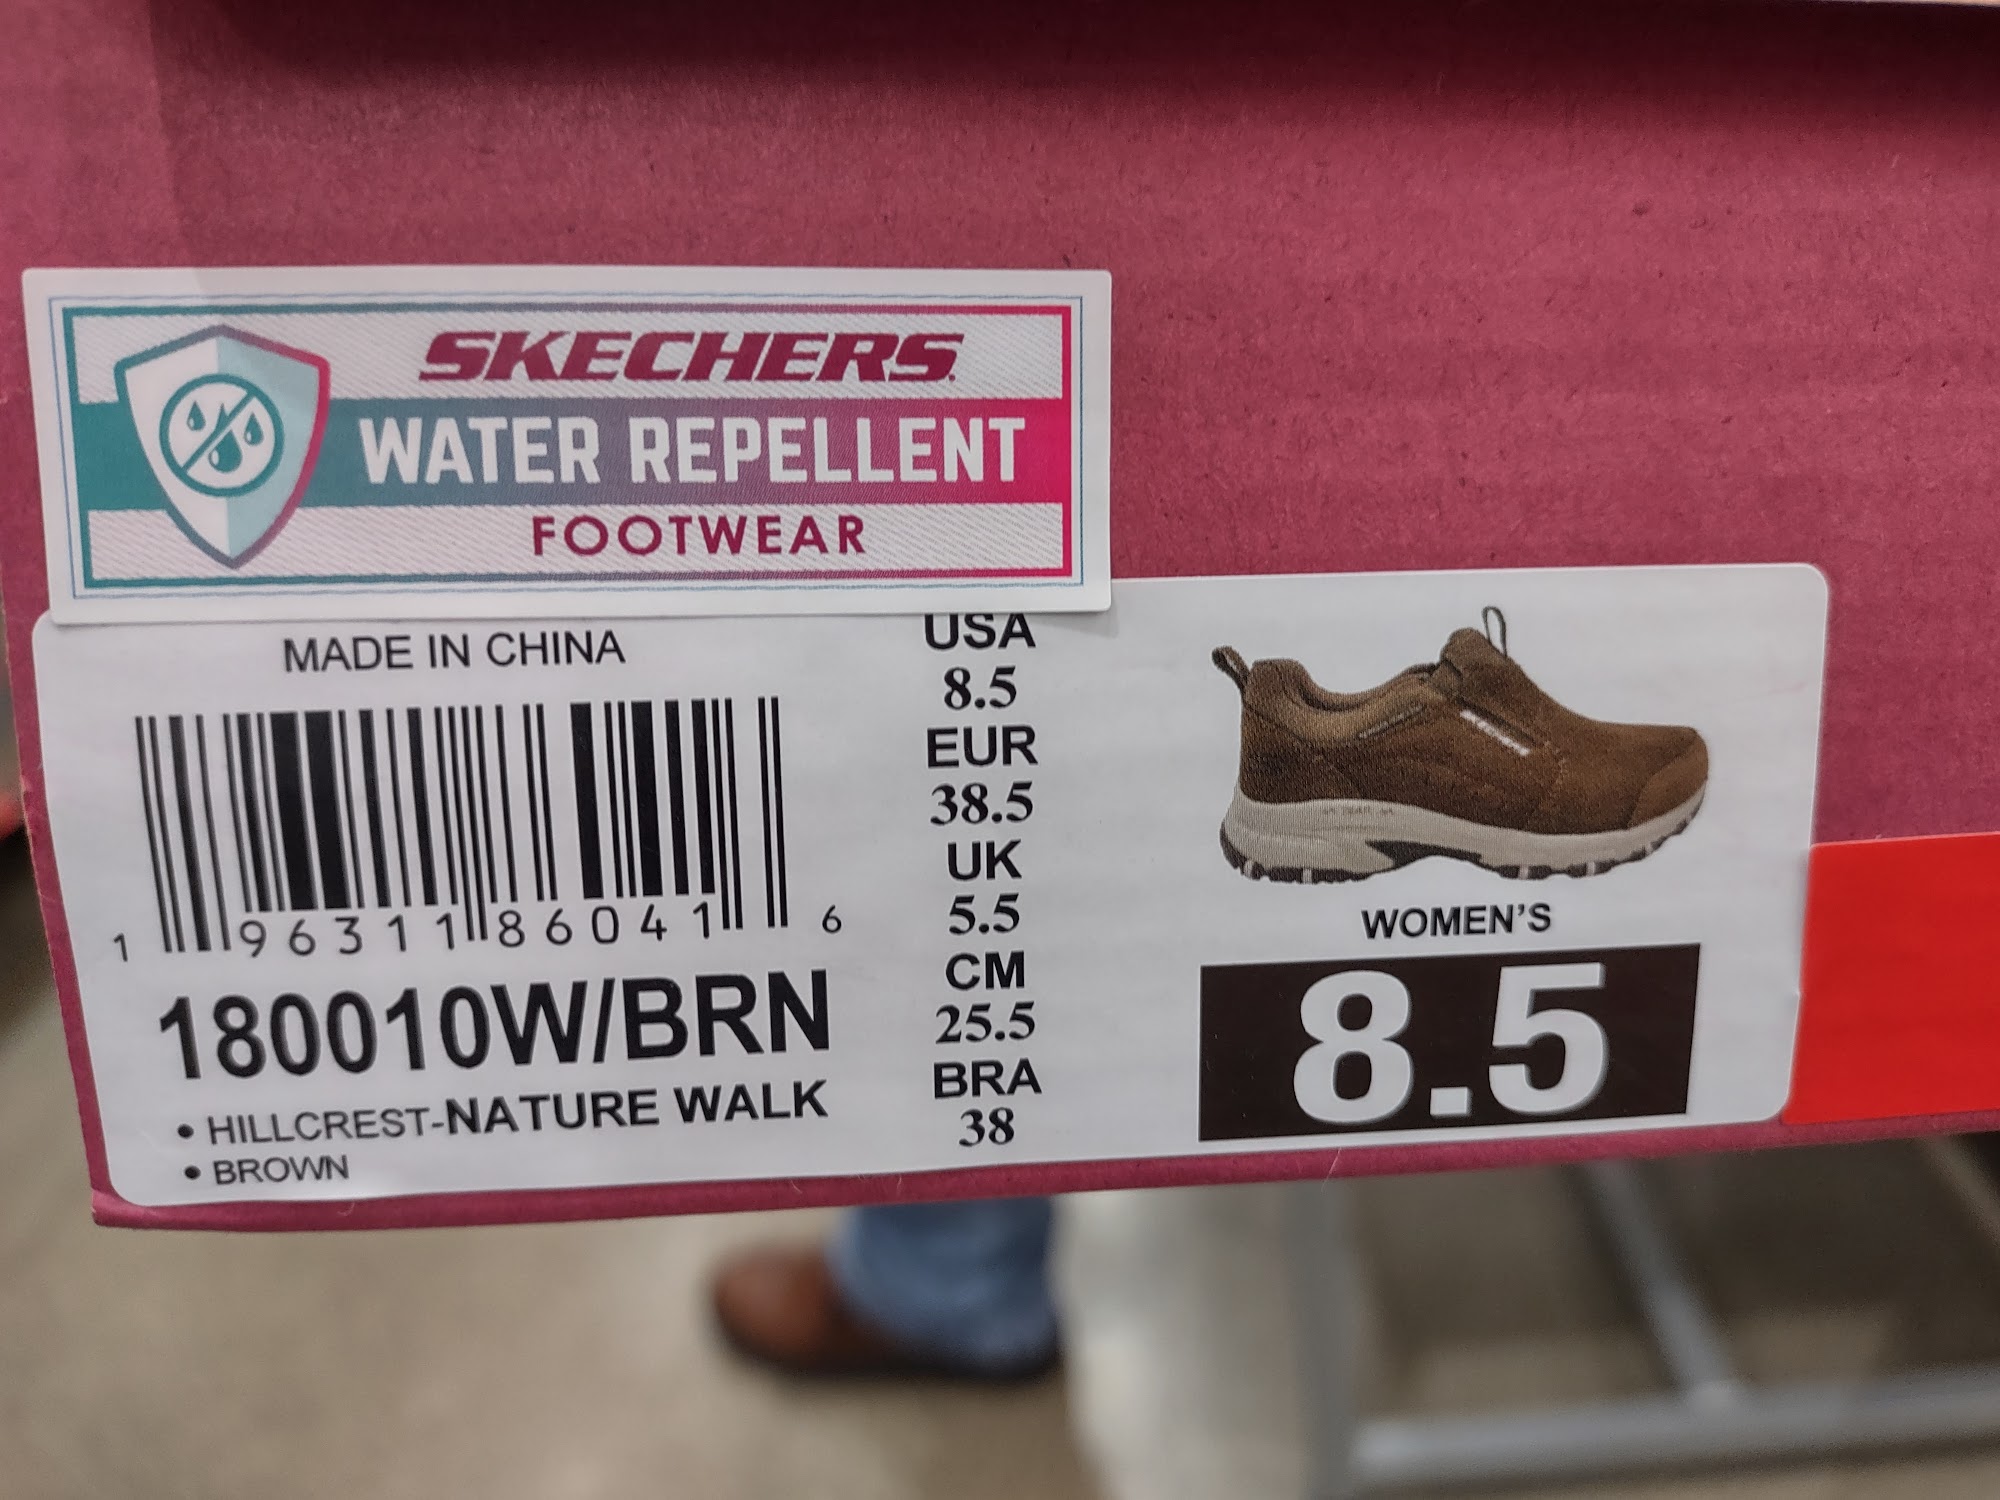 SKECHERS
WATER REPELLENT
FOOTWEAR
MADE IN CHINA
1 96311 86041 6
180010W/BRN
• HILLCREST-NATURE WALK
• BROWN
USA
8.5
EUR
38.5
UK
5.5
CM
25.5
BRA
38
WOMEN'S
8.5